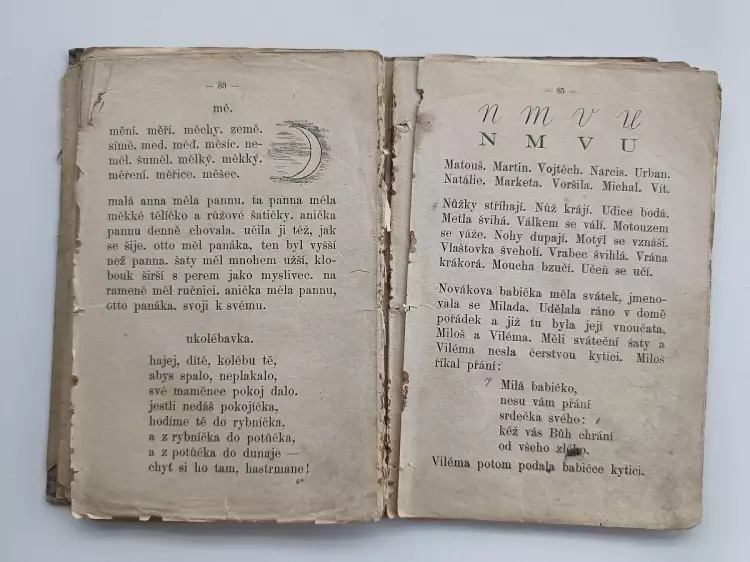 — 83 —
mě.
mění. měří. měchy. země.
símě. med. měď. měsíc. ne-
měl. šuměl. mělký. měkký.
měření. měřice. měšec.
malá anna měla pannu. ta panna měla
měkké tělíčko a růžové šatičky. anička
pannu denně chovala. učila ji též, jak
se šije. otto měl panáka, ten byl vyšší
než panna. šaty měl mnohem užší, klo-
bouk širší s perem jako myslivec. na
rameně měl ručnici. anička měla pannu,
otto panáka. svoji k svému.
ukolébavka.
hajej, dítě, kolébu tě,
abys spalo, neplakalo,
své maměnce pokoj dalo.
jestli nedáš pokojíčka,
hodíme tě do rybníčka,
a z rybníčka do potůčka,
a z potůčka do dunaje —
chyť si ho tam, hastrmane!
6*
— 85 —
N M V U
N M V U
Matouš. Martin. Vojtěch. Narcis. Urban.
Natálie. Marketa. Voršila. Michal. Vít.
Nůžky stříhají. Nůž krájí. Udice bodá.
Metla švihá. Válkem se válí. Motouzem
se váže. Nohy dupají. Motýl se vznáší.
Vlaštovka šveholí. Vrabec švihlá. Vrána
krákorá. Moucha bzučí. Učeň se učí.
Novákova babička měla svátek, jmeno-
vala se Milada. Udělala ráno v domě
pořádek a již tu byla její vnoučata,
Miloš a Viléma. Měli sváteční šaty a
Viléma nesla čerstvou kytici. Miloš
říkal přání:
Milá babičko,
nesu vám přání
srdečka svého:
kéž vás Bůh chrání
od všeho zlého.
Viléma potom podala babičce kytici.